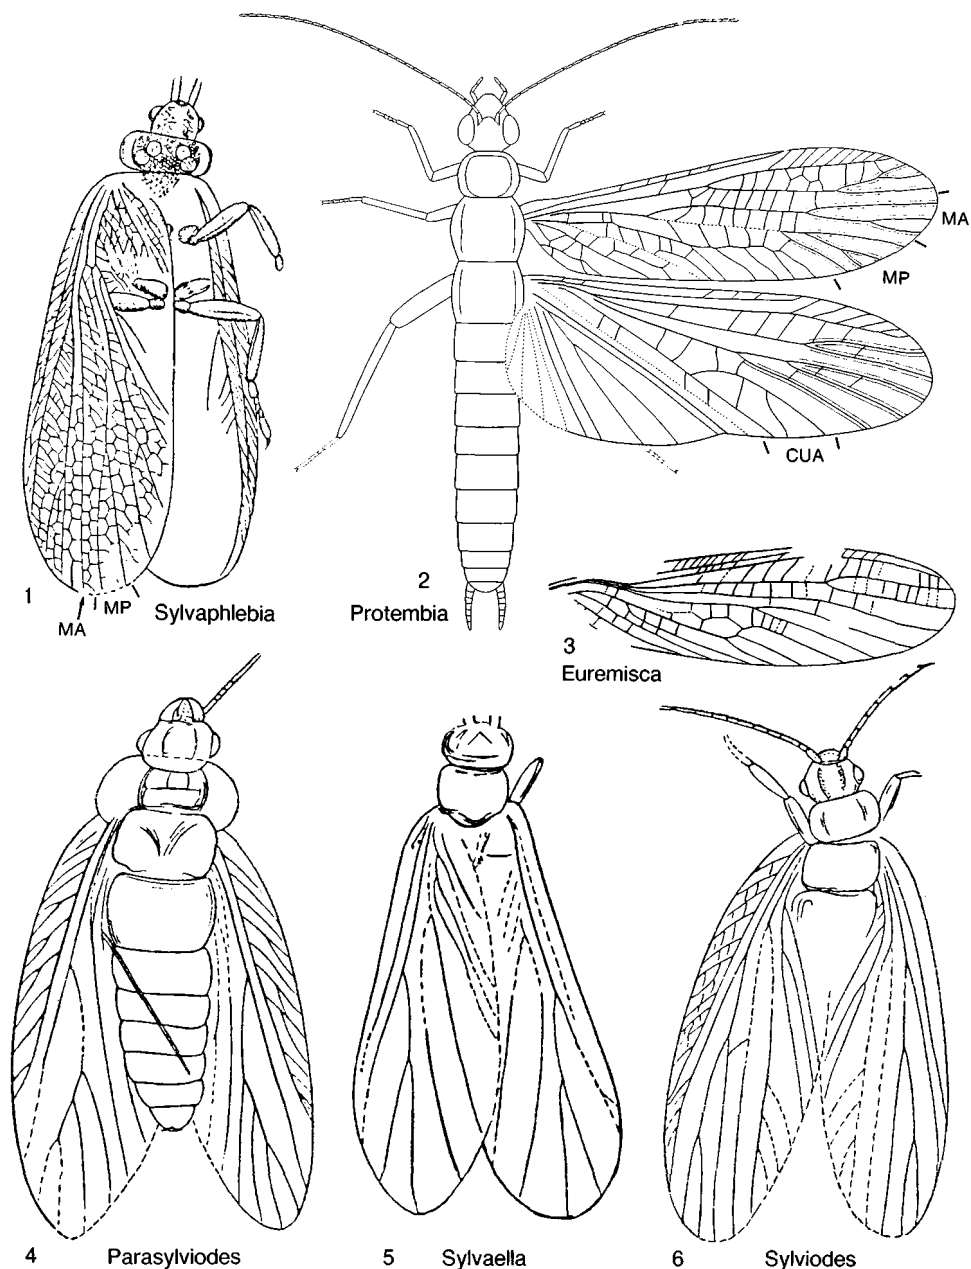 MA
MP
CUA
1
MP
MA
Sylvaphlebia
2
Protembia
3
Euremisca
4 Parasylviodes
5 Sylvaella
6 Sylviodes